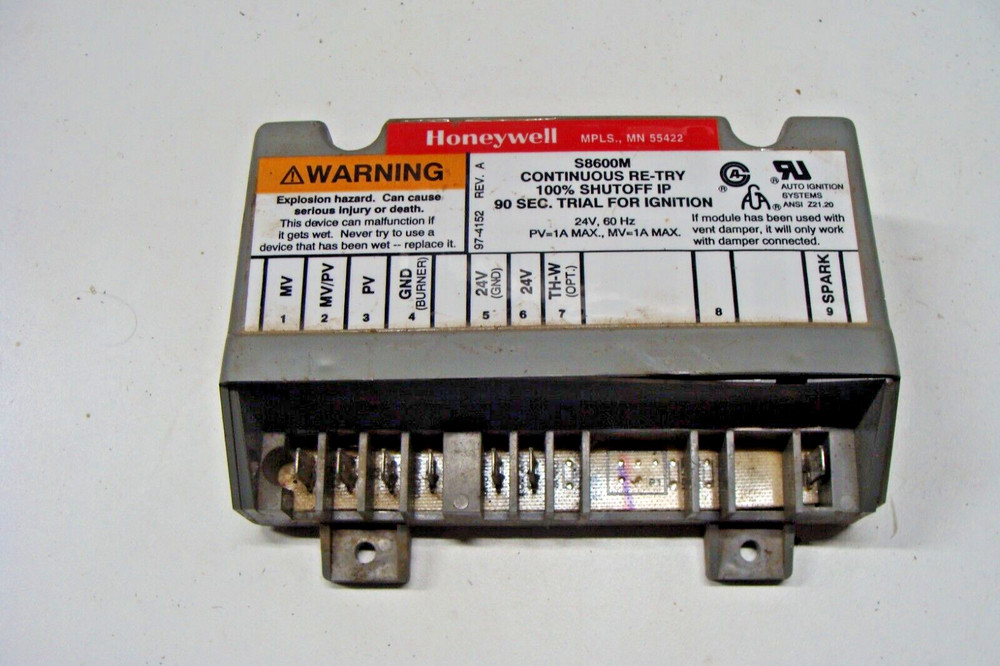 Honeywell MPLS., MN 55422
⚠WARNING
Explosion hazard. Can cause
serious injury or death.
This device can malfunction if
it gets wet. Never try to use a
device that has been wet -- replace it.
97-4152 REV. A
S8600M
CONTINUOUS RE-TRY
100% SHUTOFF IP
90 SEC. TRIAL FOR IGNITION
24V, 60 Hz
PV=1A MAX., MV=1A MAX.
®
®
®
AUTO IGNITION
SYSTEMS
ANSI Z21.20
If module has been used with
vent damper, it will only work
with damper connected.
MV
1
MV/PV
2
PV
3
GND
(BURNER)
4
24V
(GND)
5
24V
6
TH-W
(OPT.)
7
8
SPARK
9
P1